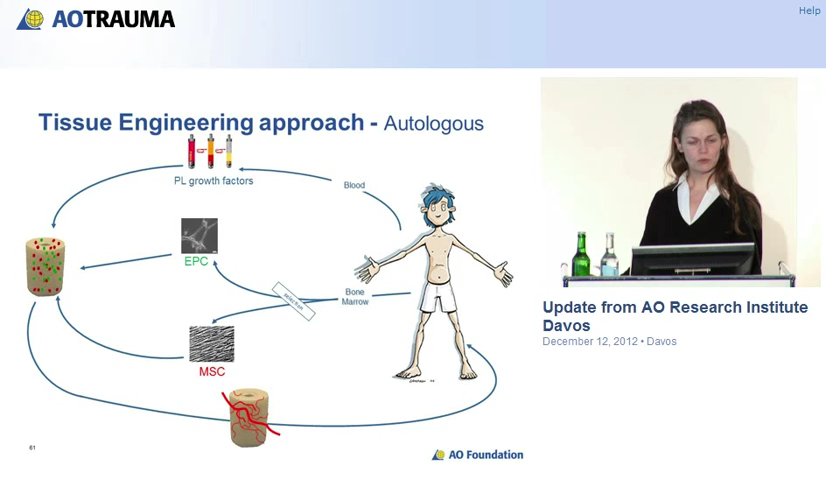 AOTRAUMA
Help
Tissue Engineering approach - Autologous
PL growth factors
Blood
EPC
selection
Bone
Marrow
MSC
Update from AO Research Institute
Davos
December 12, 2012 • Davos
61
AO Foundation